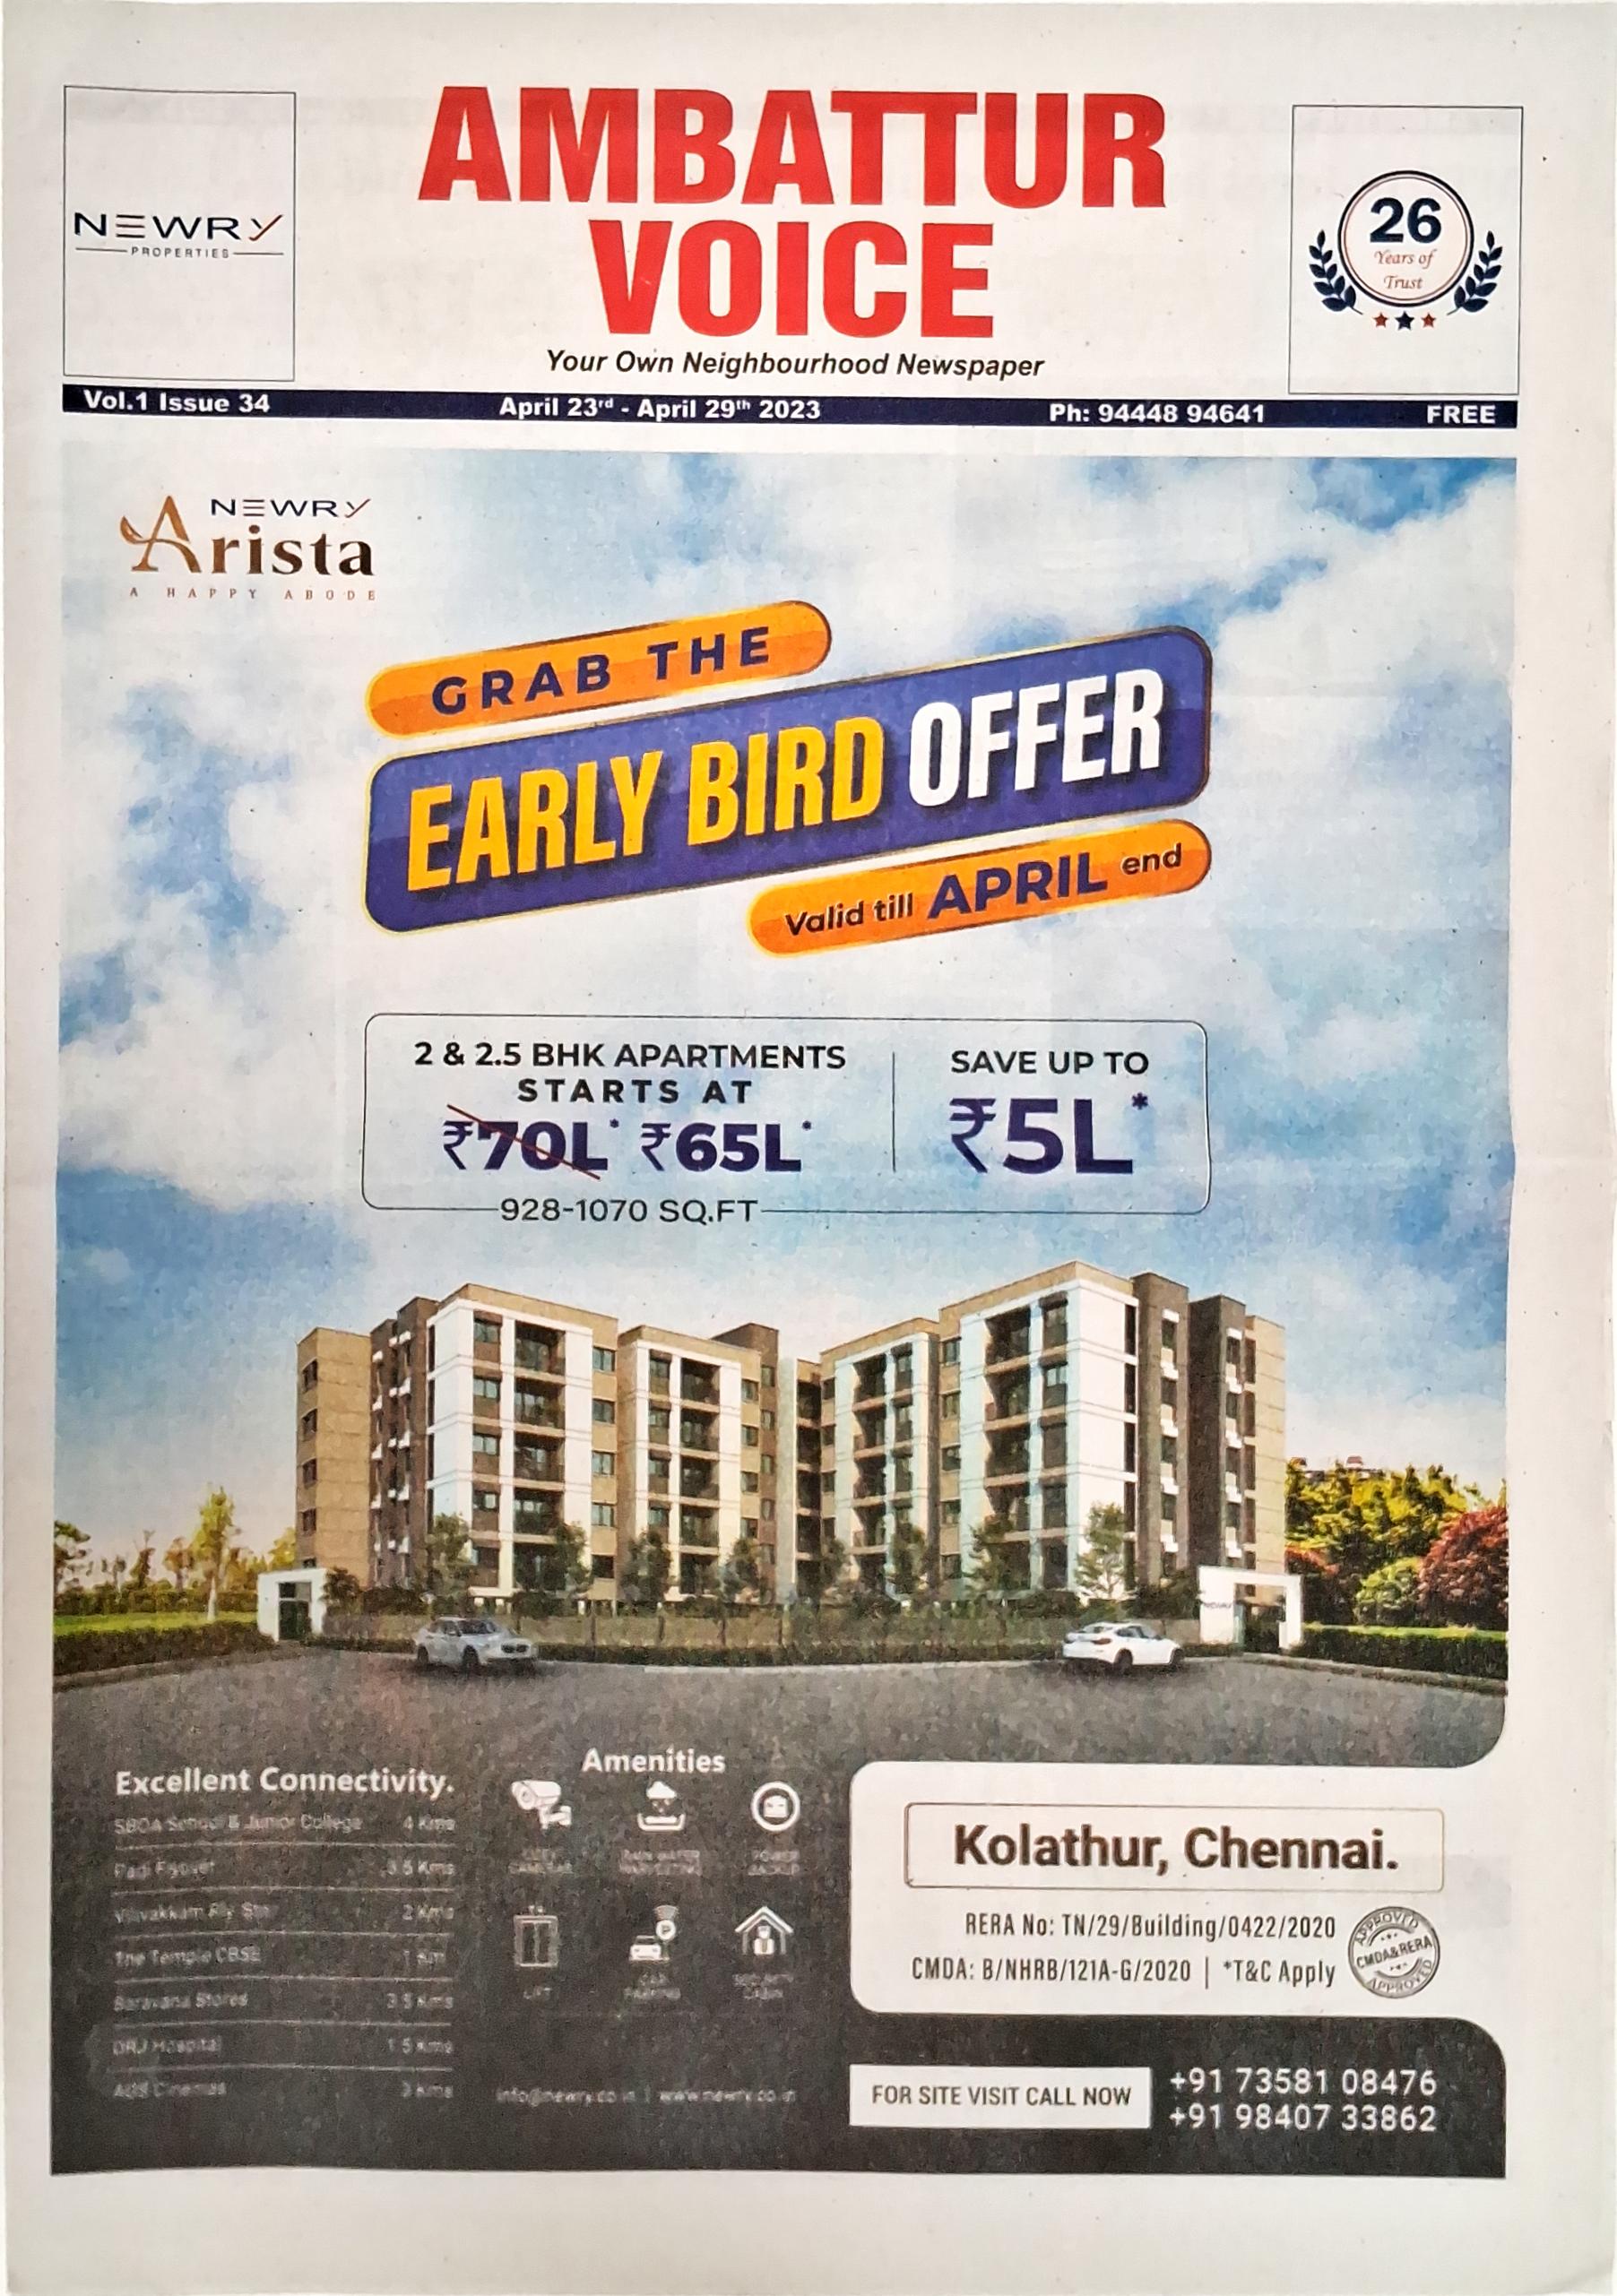 NEWRY
PROPERTIES
AMBATTUR
VOICE
Your Own Neighbourhood Newspaper
26
Years of
Trust
Vol.1 Issue 34 April 23rd - April 29th 2023 Ph: 94448 94641 FREE
NEWRY
Arista
A HAPPY ABODE
GRAB THE
EARLY BIRD OFFER
Valid till APRIL end
2 & 2.5 BHK APARTMENTS
STARTS AT
₹70L* ₹65L*
928-1070 SQ.FT
SAVE UP TO
₹5L*
NEWRY
Excellent Connectivity.
SBOA School & Junior College 4 Kms
Padi Flyover 3.5 Kms
Villivakkam Rly Stn 2 Kms
The Temple CBSE 1 Km
Saravana Stores 3.5 Kms
DRJ Hospital 1.5 Kms
AGS Cinemas 3 Kms
Amenities
CCTV
CAMERAS
RAIN WATER
HARVESTING
POWER
BACKUP
LIFT
CAR
PARKING
SECURITY
CABIN
info@newry.co.in | www.newry.co.in
Kolathur, Chennai.
RERA No: TN/29/Building/0422/2020
CMDA: B/NHRB/121A-G/2020 | *T&C Apply
APPROVED
CMDA&RERA
APPROVED
FOR SITE VISIT CALL NOW
+91 73581 08476
+91 98407 33862